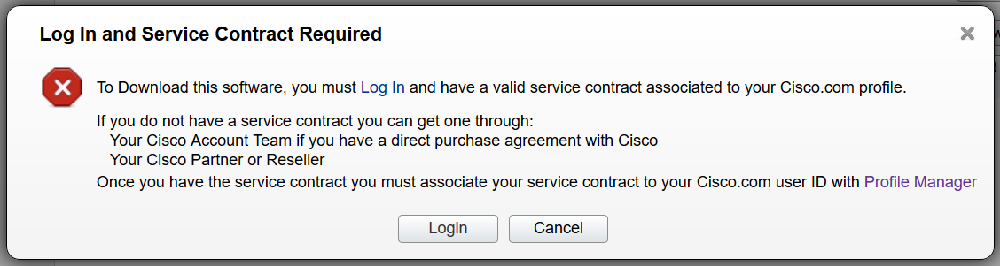 Log In and Service Contract Required
To Download this software, you must Log In and have a valid service contract associated to your Cisco.com profile.
If you do not have a service contract you can get one through:
Your Cisco Account Team if you have a direct purchase agreement with Cisco
Your Cisco Partner or Reseller
Once you have the service contract you must associate your service contract to your Cisco.com user ID with Profile Manager
Login Cancel